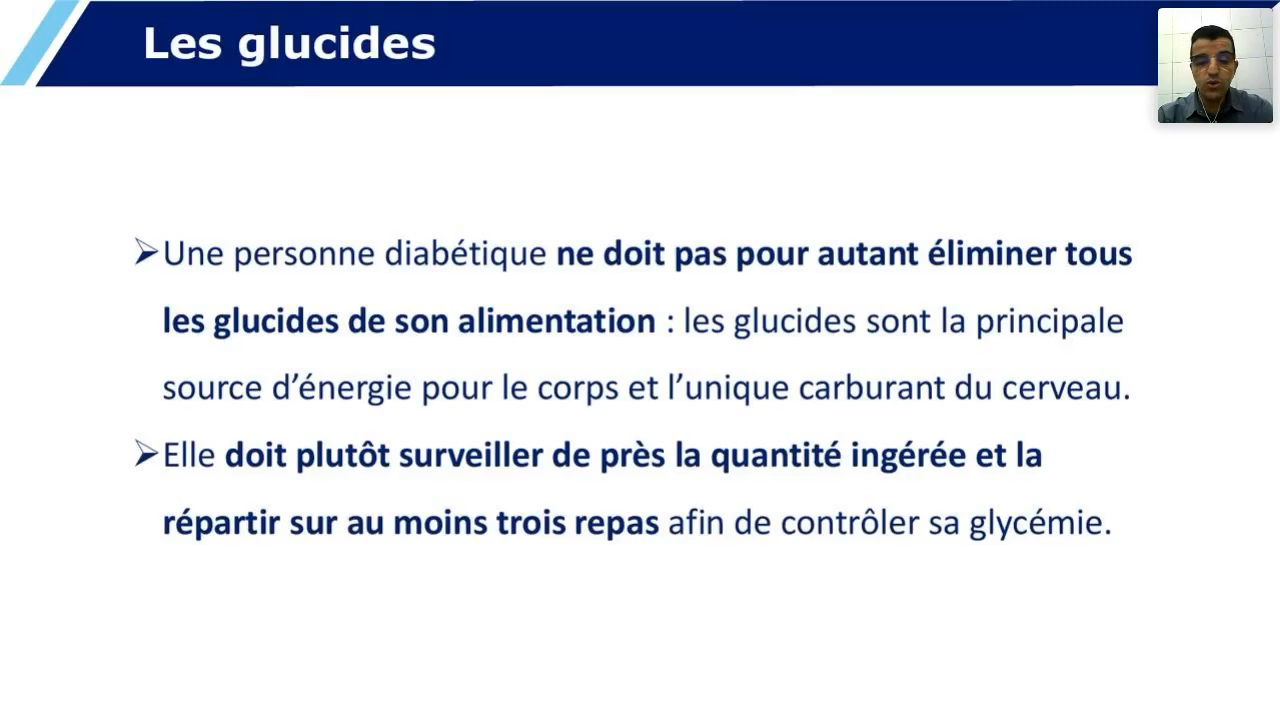 Les glucides
➢Une personne diabétique ne doit pas pour autant éliminer tous
les glucides de son alimentation : les glucides sont la principale
source d’énergie pour le corps et l’unique carburant du cerveau.
➢Elle doit plutôt surveiller de près la quantité ingérée et la
répartir sur au moins trois repas afin de contrôler sa glycémie.